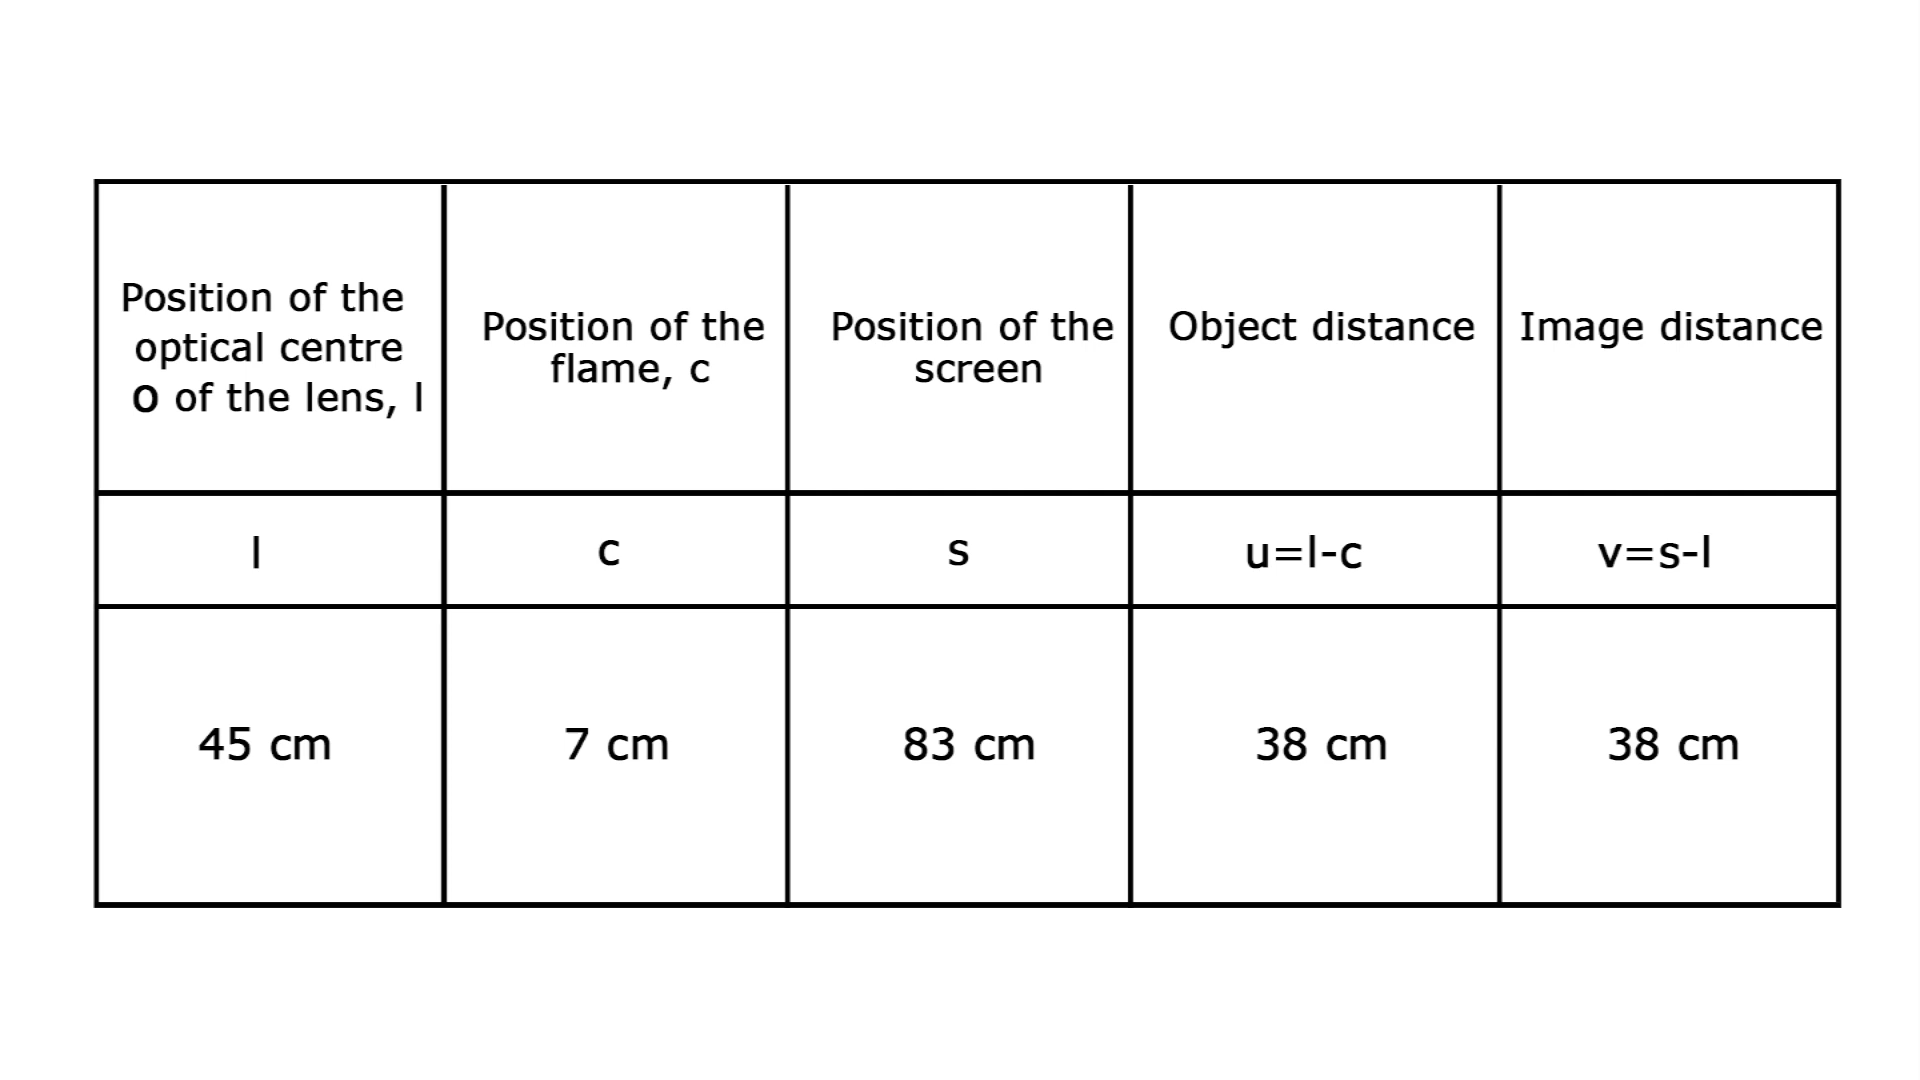 Position of the
optical centre
O of the lens, l
Position of the
flame, c
Position of the
screen
Object distance
Image distance
l
c
s
u=l-c
v=s-l
45 cm
7 cm
83 cm
38 cm
38 cm